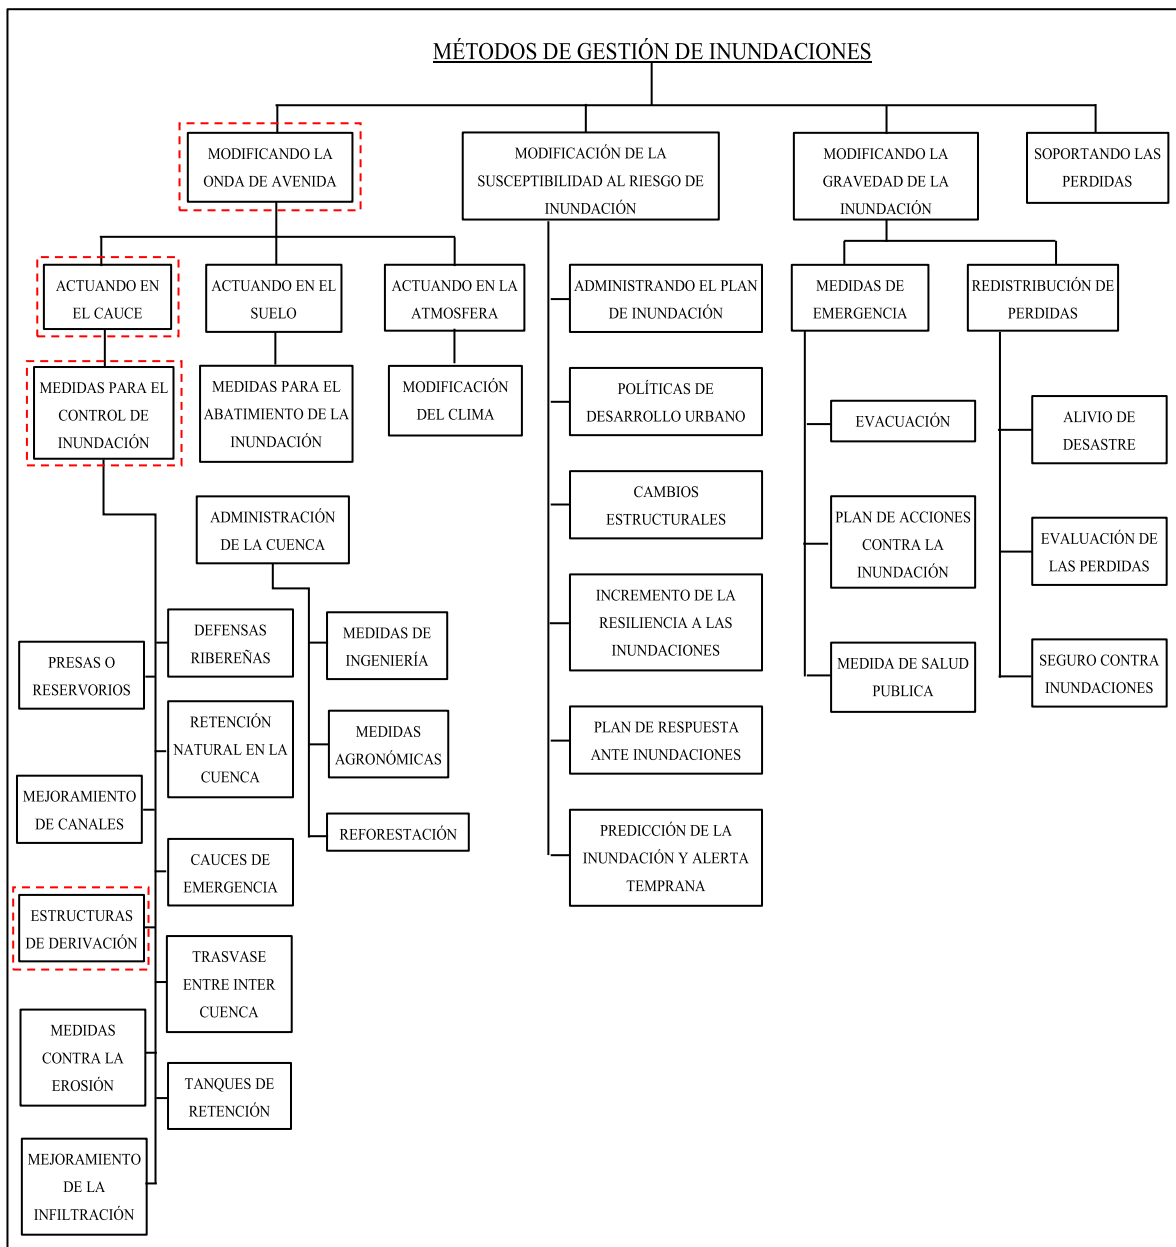 MÉTODOS DE GESTIÓN DE INUNDACIONES
MODIFICANDO LA
ONDA DE AVENIDA
MODIFICACIÓN DE LA
SUSCEPTIBILIDAD AL RIESGO DE
INUNDACIÓN
MODIFICANDO LA
GRAVEDAD DE LA
INUNDACIÓN
SOPORTANDO LAS
PERDIDAS
ACTUANDO EN
EL CAUCE
ACTUANDO EN EL
SUELO
ACTUANDO EN LA
ATMOSFERA
MEDIDAS PARA EL
CONTROL DE
INUNDACIÓN
MEDIDAS PARA EL
ABATIMIENTO DE LA
INUNDACIÓN
MODIFICACIÓN
DEL CLIMA
ADMINISTRACIÓN
DE LA CUENCA
MEDIDAS DE
INGENIERÍA
MEDIDAS
AGRONÓMICAS
REFORESTACIÓN
PRESAS O
RESERVORIOS
MEJORAMIENTO
DE CANALES
ESTRUCTURAS
DE DERIVACIÓN
MEDIDAS
CONTRA LA
EROSIÓN
MEJORAMIENTO
DE LA
INFILTRACIÓN
DEFENSAS
RIBEREÑAS
RETENCIÓN
NATURAL EN LA
CUENCA
CAUCES DE
EMERGENCIA
TRASVASE
ENTRE INTER
CUENCA
TANQUES DE
RETENCIÓN
ADMINISTRANDO EL PLAN
DE INUNDACIÓN
POLÍTICAS DE
DESARROLLO URBANO
CAMBIOS
ESTRUCTURALES
INCREMENTO DE LA
RESILIENCIA A LAS
INUNDACIONES
PLAN DE RESPUESTA
ANTE INUNDACIONES
PREDICCIÓN DE LA
INUNDACIÓN Y ALERTA
TEMPRANA
MEDIDAS DE
EMERGENCIA
EVACUACIÓN
PLAN DE ACCIONES
CONTRA LA
INUNDACIÓN
MEDIDA DE SALUD
PUBLICA
REDISTRIBUCIÓN DE
PERDIDAS
ALIVIO DE
DESASTRE
EVALUACIÓN DE
LAS PERDIDAS
SEGURO CONTRA
INUNDACIONES